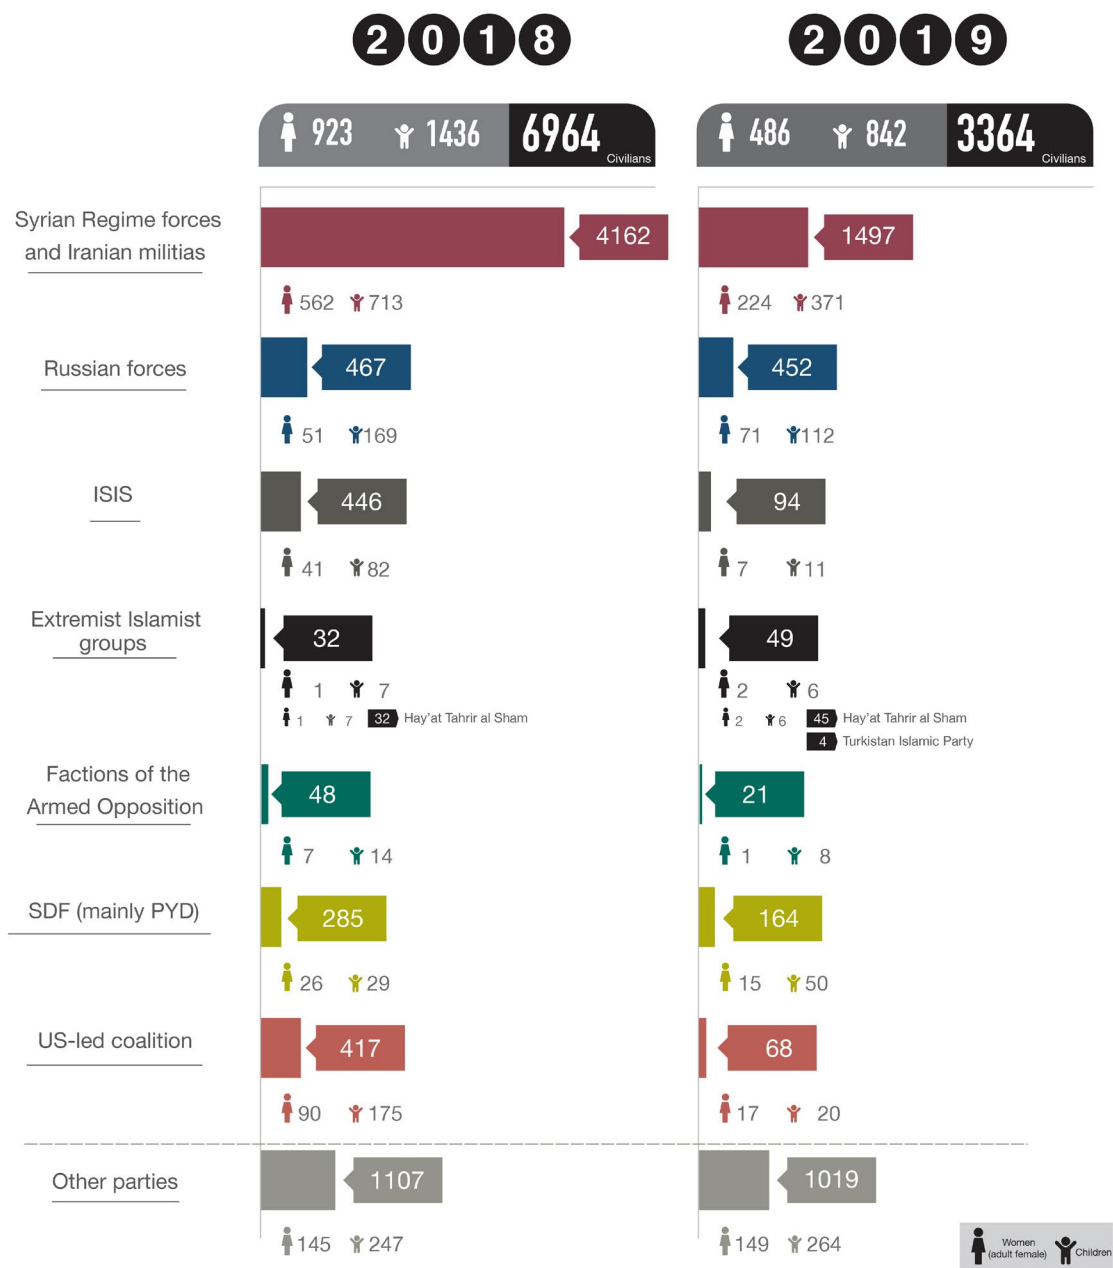 2018 2019
923 1436 6964 Civilians
486 842 3364 Civilians
Syrian Regime forces
and Iranian militias
4162
1497
562 713
224 371
Russian forces
467
452
51 169
71 112
ISIS
446
94
41 82
7 11
Extremist Islamist
groups
32
49
1 7
2 6
1 7 32 Hay'at Tahrir al Sham
2 6 45 Hay'at Tahrir al Sham
4 Turkistan Islamic Party
Factions of the
Armed Opposition
48
21
7 14
1 8
SDF (mainly PYD)
285
164
26 29
15 50
US-led coalition
417
68
90 175
17 20
Other parties
1107
1019
145 247
149 264
Women
(adult female)
Children